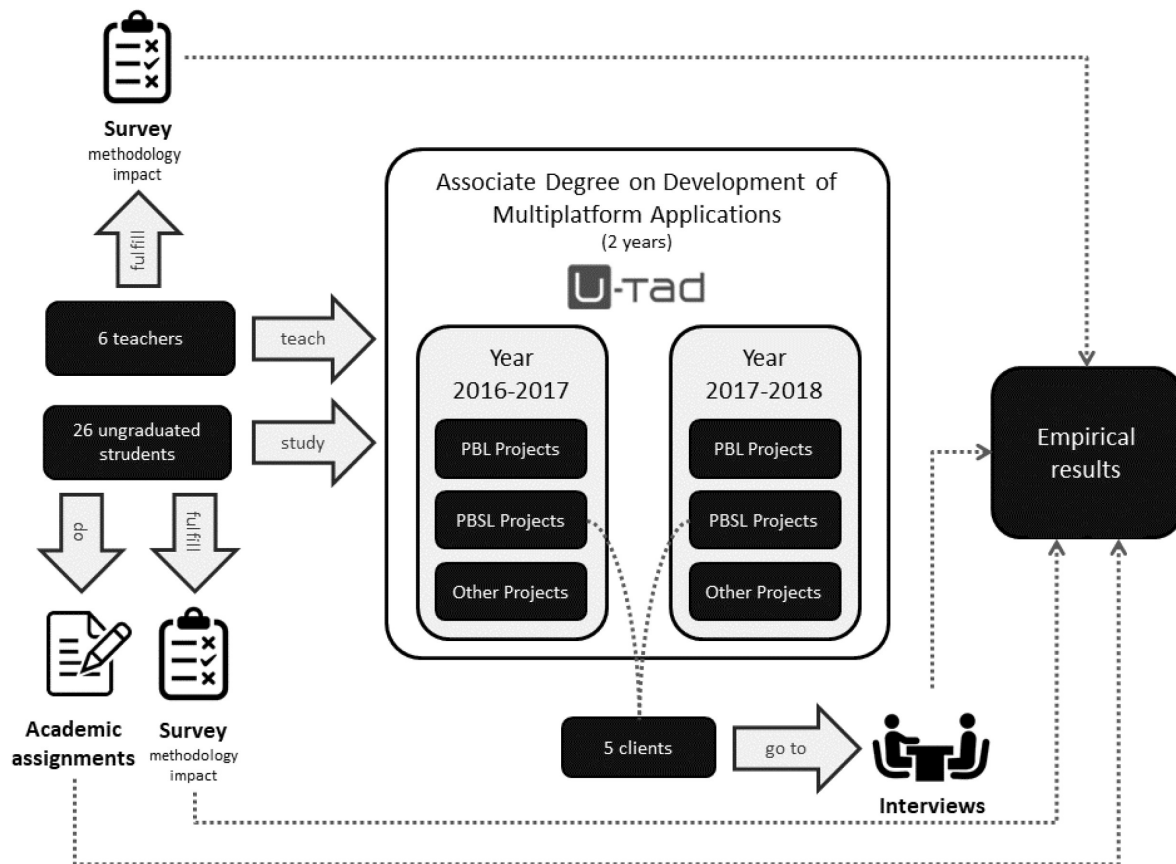 Survey
methodology
impact
fulfill
6 teachers
teach
26 ungraduated
strudents
study
do
fulfill
Academic
assignments
Survey
methodology
impact
Associate Degree on Development of
Multiplatform Applications
(2 years)
U-Tad
Year
2016-2017
PBL Projects
PBSL Projects
Other Projects
Year
2017-2018
PBL Projects
PBSL Projects
Other Projects
5 clients
go to
Interviews
Empirical
results